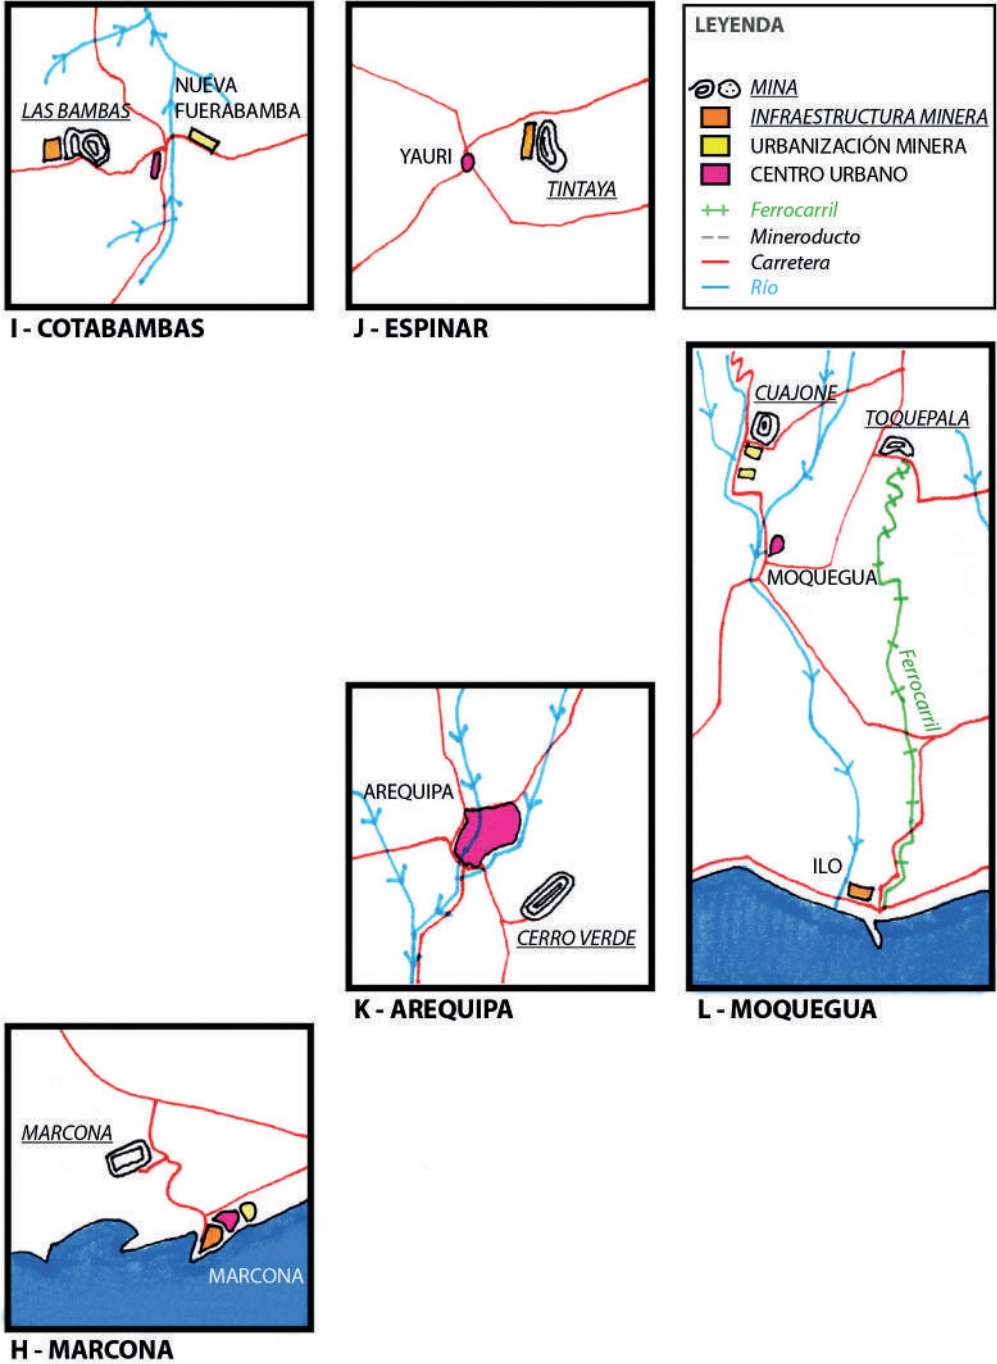 LAS BAMBAS
NUEVA
FUERABAMBA
I - COTABAMBAS
YAURI
TINTAYA
J - ESPINAR
LEYENDA
MINA
INFRAESTRUCTURA MINERA
URBANIZACIÓN MINERA
CENTRO URBANO
Ferrocarril
Mineroducto
Carretera
Río
CUAJONE
TOQUEPALA
MOQUEGUA
Ferrocarril
ILO
L - MOQUEGUA
AREQUIPA
CERRO VERDE
K - AREQUIPA
MARCONA
MARCONA
H - MARCONA